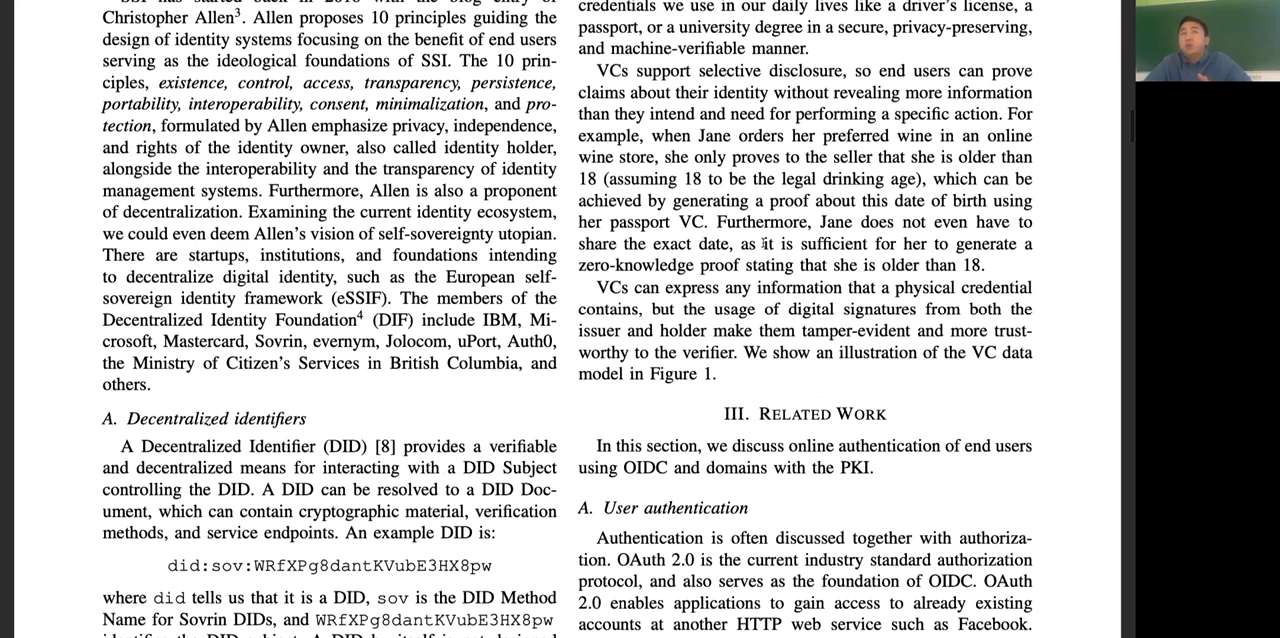 SSI has started back in 2016 with the blog entry of
Christopher Allen³. Allen proposes 10 principles guiding the
design of identity systems focusing on the benefit of end users
serving as the ideological foundations of SSI. The 10 prin-
ciples, existence, control, access, transparency, persistence,
portability, interoperability, consent, minimalization, and pro-
tection, formulated by Allen emphasize privacy, independence,
and rights of the identity owner, also called identity holder,
alongside the interoperability and the transparency of identity
management systems. Furthermore, Allen is also a proponent
of decentralization. Examining the current identity ecosystem,
we could even deem Allen's vision of self-sovereignty utopian.
There are startups, institutions, and foundations intending
to decentralize digital identity, such as the European self-
sovereign identity framework (eSSIF). The members of the
Decentralized Identity Foundation⁴ (DIF) include IBM, Mi-
crosoft, Mastercard, Sovrin, evernym, Jolocom, uPort, Auth0,
the Ministry of Citizen's Services in British Columbia, and
others.
A. Decentralized identifiers
A Decentralized Identifier (DID) [8] provides a verifiable
and decentralized means for interacting with a DID Subject
controlling the DID. A DID can be resolved to a DID Doc-
ument, which can contain cryptographic material, verification
methods, and service endpoints. An example DID is:
did:sov:WRfXPg8dantKVubE3HX8pw
where did tells us that it is a DID, sov is the DID Method
Name for Sovrin DIDs, and WRfXPg8dantKVubE3HX8pw
credentials we use in our daily lives like a driver's license, a
passport, or a university degree in a secure, privacy-preserving,
and machine-verifiable manner.
VCs support selective disclosure, so end users can prove
claims about their identity without revealing more information
than they intend and need for performing a specific action. For
example, when Jane orders her preferred wine in an online
wine store, she only proves to the seller that she is older than
18 (assuming 18 to be the legal drinking age), which can be
achieved by generating a proof about this date of birth using
her passport VC. Furthermore, Jane does not even have to
share the exact date, as it is sufficient for her to generate a
zero-knowledge proof stating that she is older than 18.
VCs can express any information that a physical credential
contains, but the usage of digital signatures from both the
issuer and holder make them tamper-evident and more trust-
worthy to the verifier. We show an illustration of the VC data
model in Figure 1.
III. RELATED WORK
In this section, we discuss online authentication of end users
using OIDC and domains with the PKI.
A. User authentication
Authentication is often discussed together with authoriza-
tion. OAuth 2.0 is the current industry standard authorization
protocol, and also serves as the foundation of OIDC. OAuth
2.0 enables applications to gain access to already existing
accounts at another HTTP web service such as Facebook.